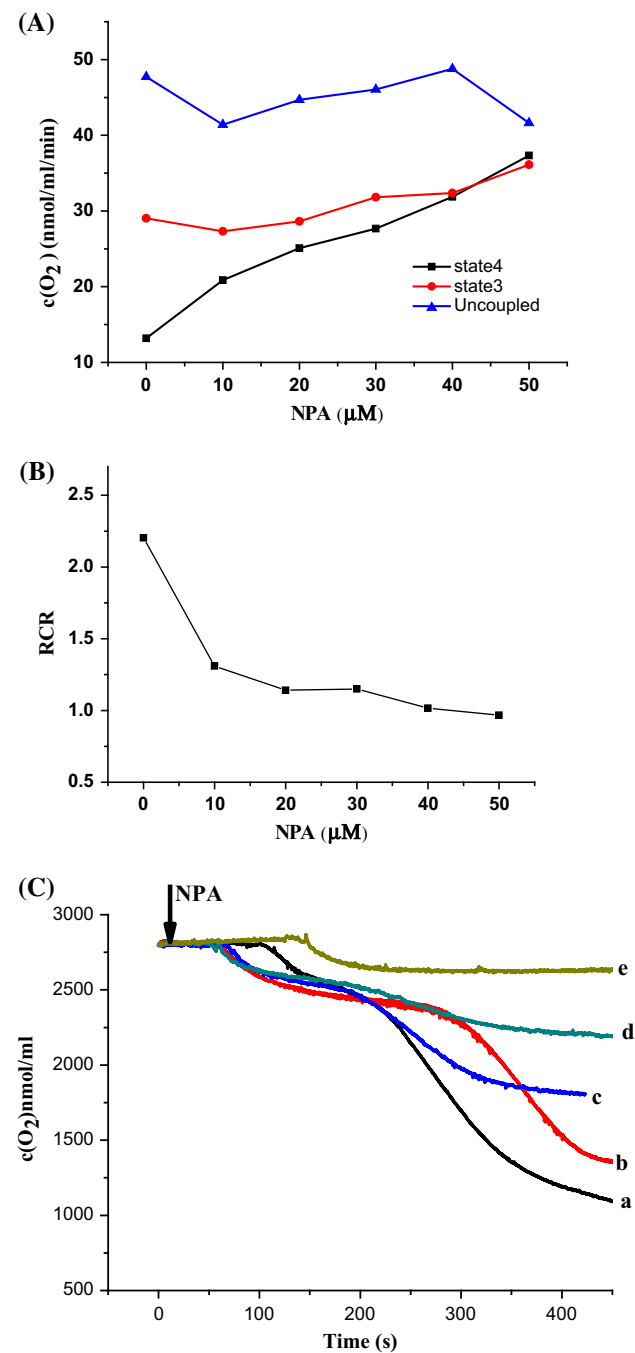 (A)
c(O₂) (nmol/ml/min)
50
40
30
20
10
state4
state3
Uncoupled
0 10 20 30 40 50
NPA (μM)
(B)
RCR
2.5
2.0
1.5
1.0
0.5
0 10 20 30 40 50
NPA (μM)
(C)
NPA
c(O₂)nmol/ml
3000
2500
2000
1500
1000
500
e
d
c
b
a
0 100 200 300 400
Time (s)